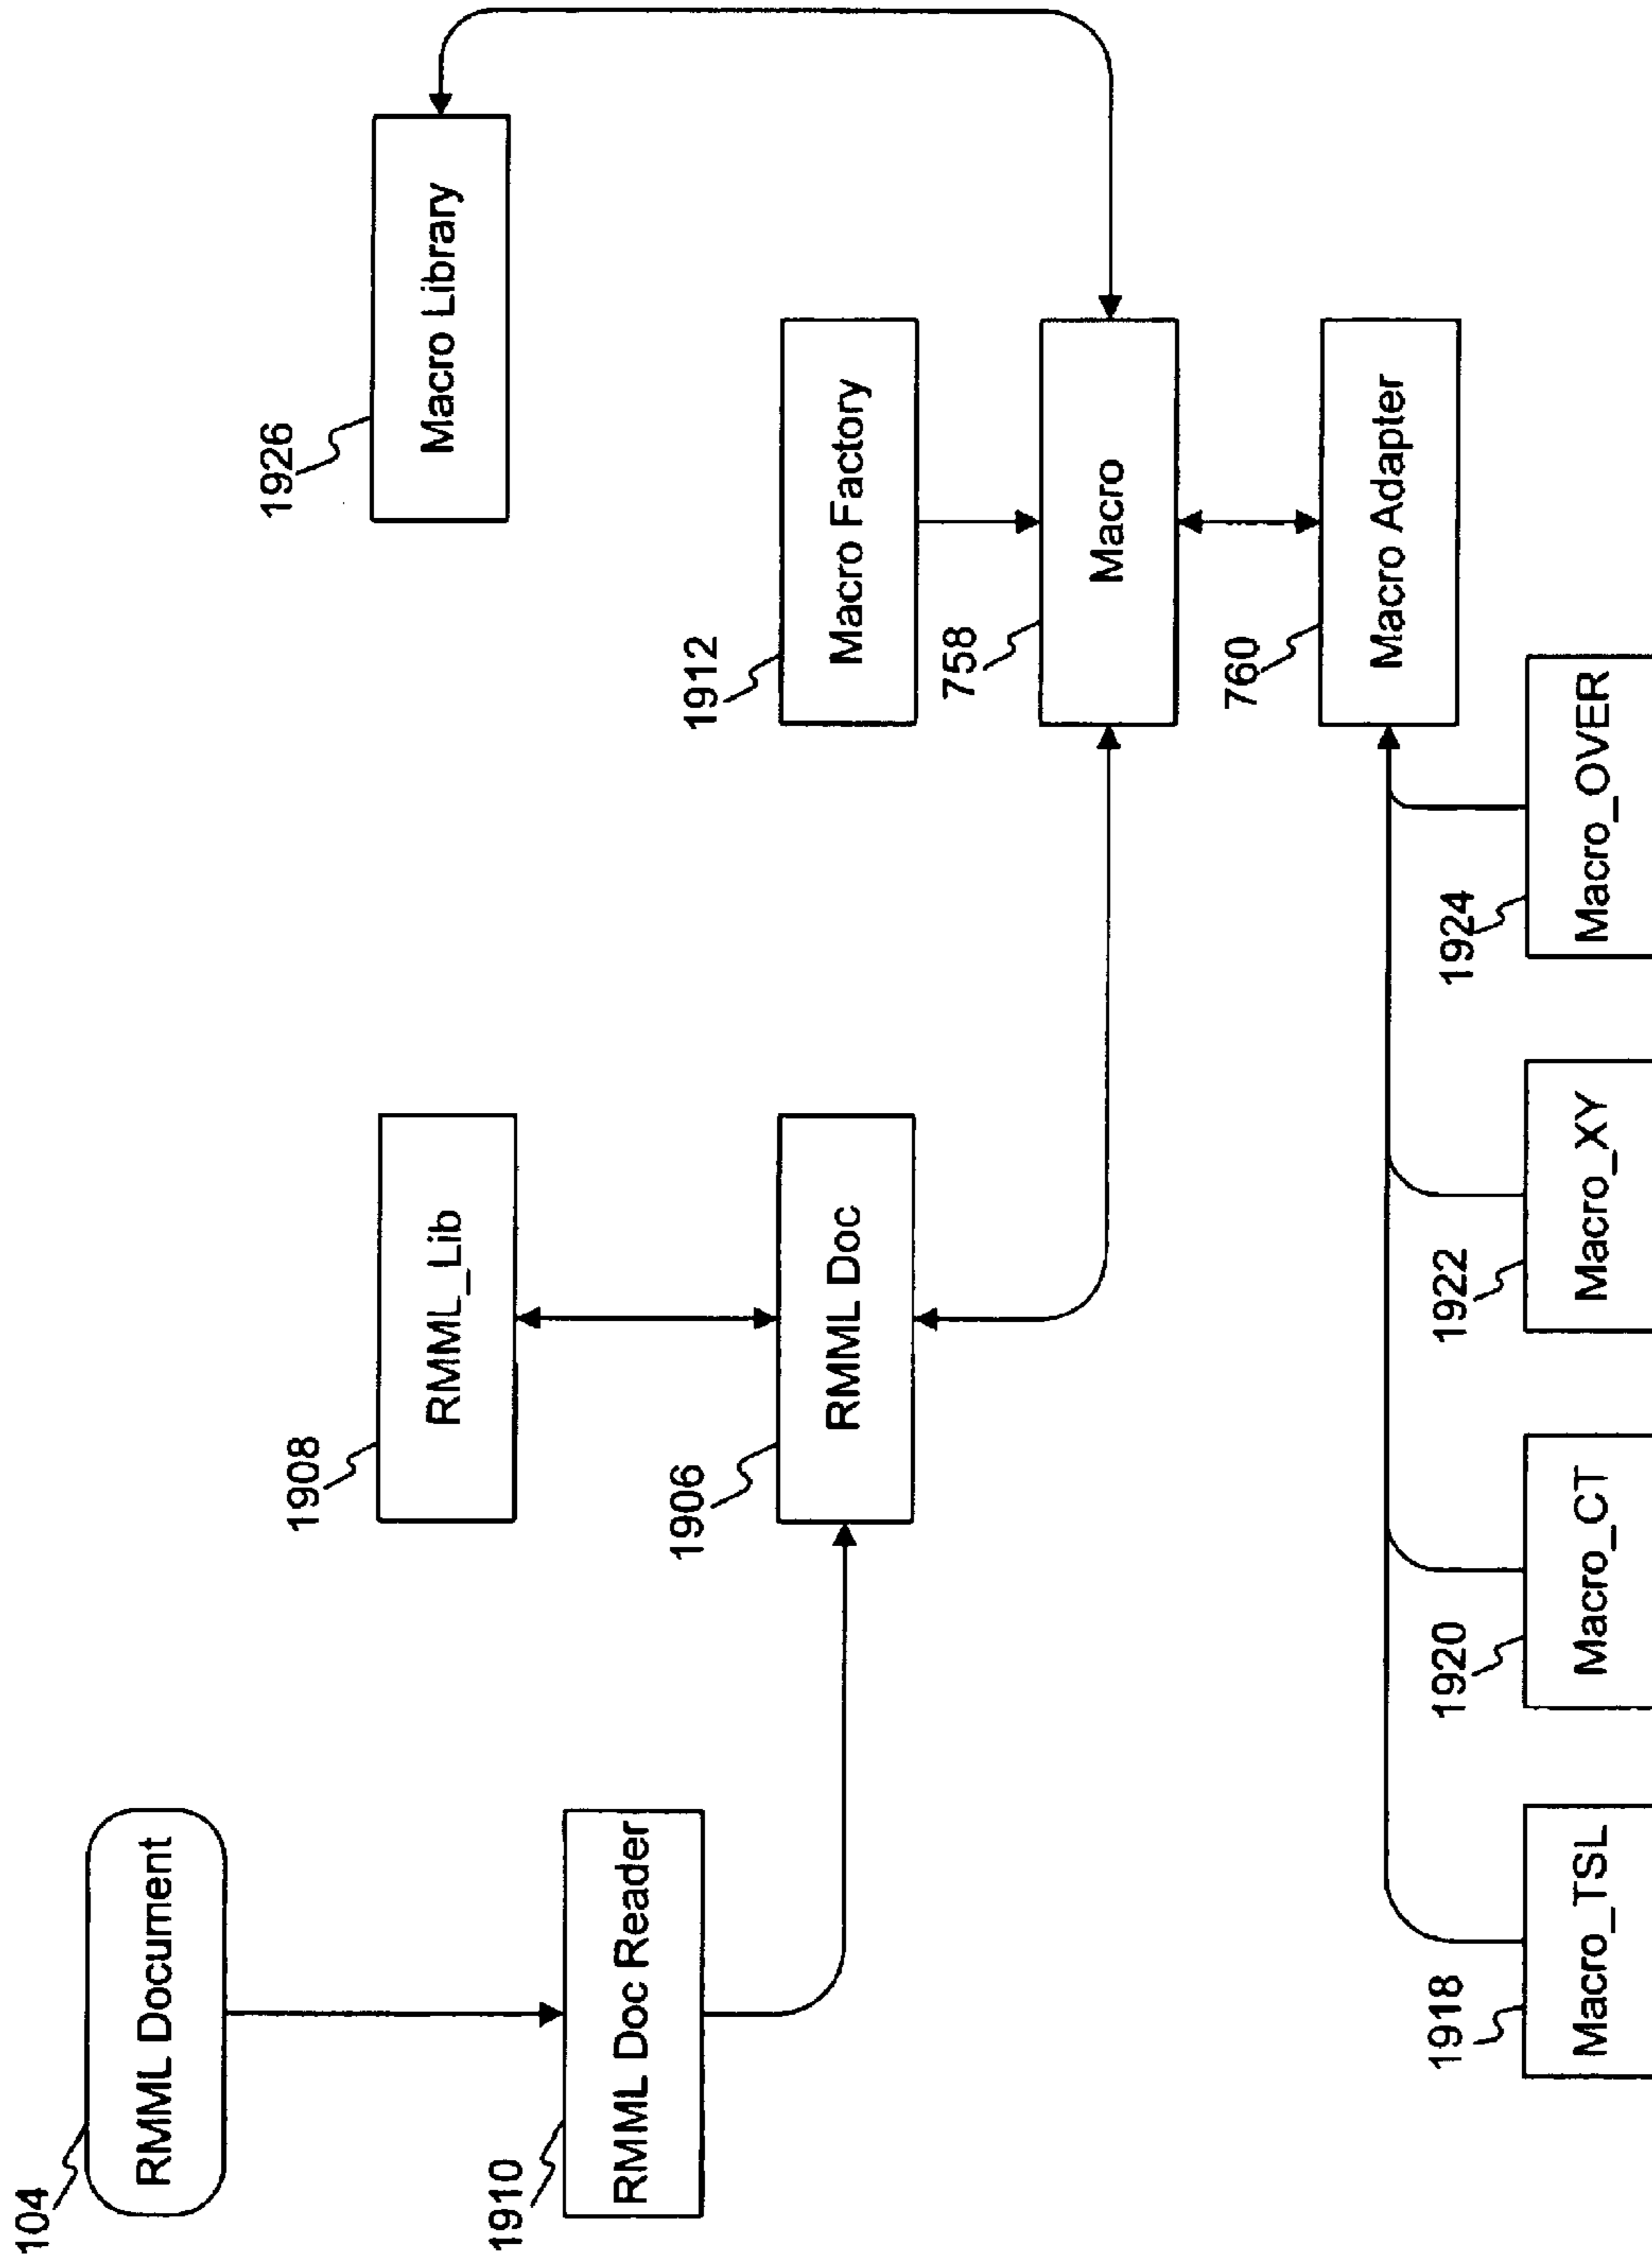 104
RMML Document
1910
RMML Doc Reader
1908
RMML_Lib
1906
RMML Doc
1926
Macro Library
1912
Macro Factory
758
Macro
760
Macro Adapter
1918
Macro_TSL
1920
Macro_CT
1922
Macro_XY
1924
Macro_OVER